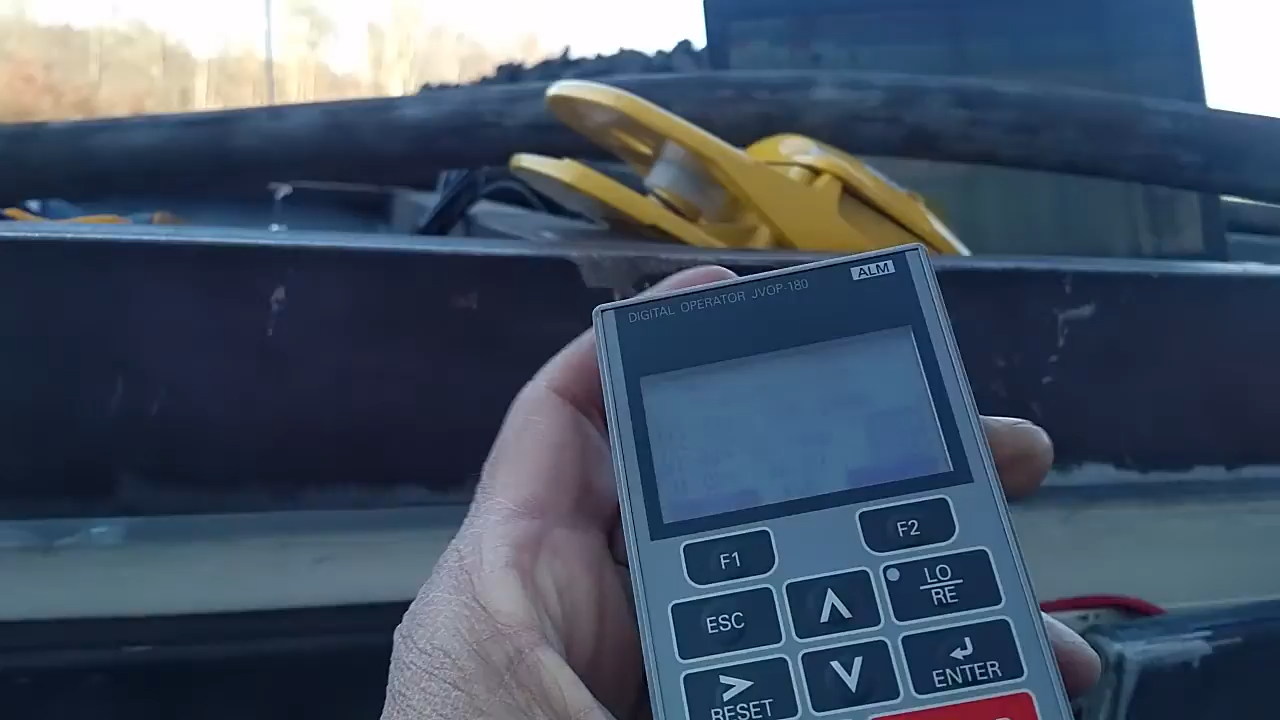 ALM
DIGITAL OPERATOR JVOP-180
F1
F2
ESC
∧
LO
RE
>
RESET
∨
ENTER